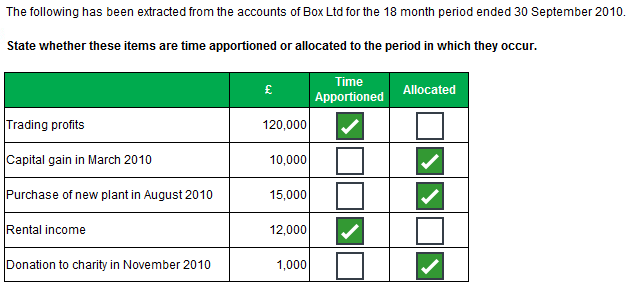 The following has been extracted from the accounts of Box Ltd for the 18 month period ended 30 September 2010.
State whether these items are time apportioned or allocated to the period in which they occur.
£ Time Apportioned Allocated
Trading profits 120,000
Capital gain in March 2010 10,000
Purchase of new plant in August 2010 15,000
Rental income 12,000
Donation to charity in November 2010 1,000